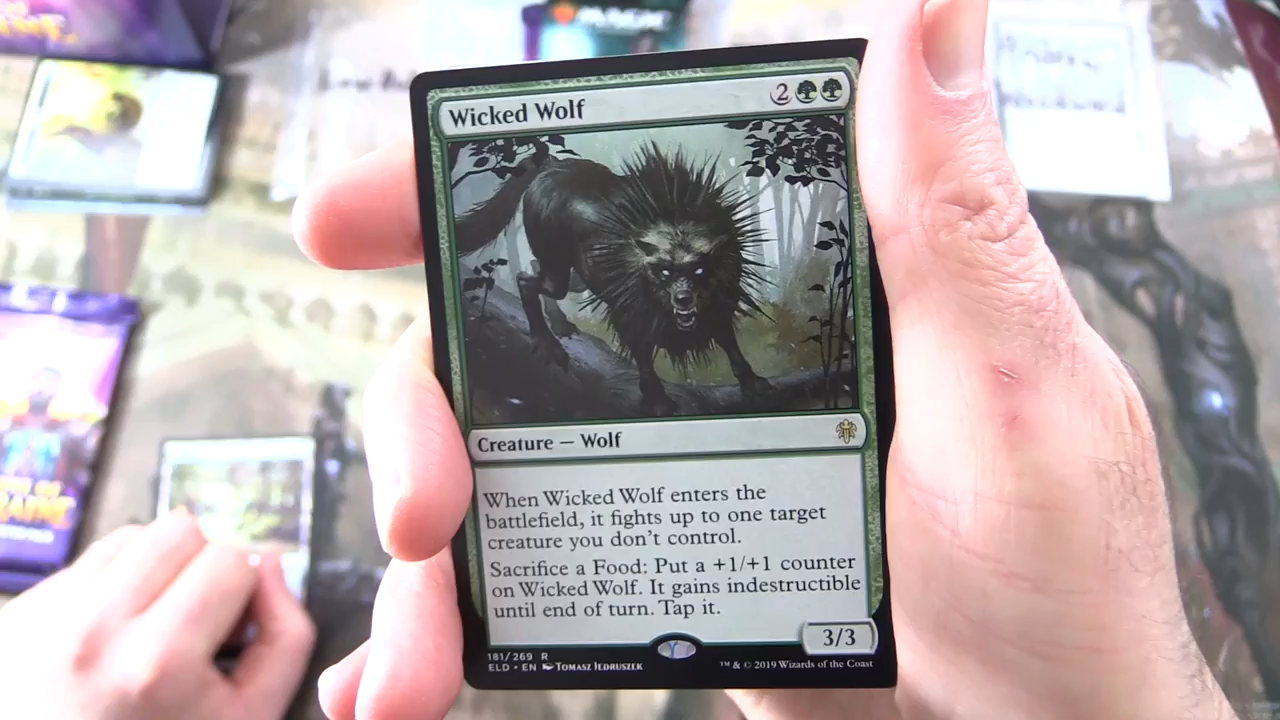 MAGIC
Wicked Wolf 2
Creature — Wolf
When Wicked Wolf enters the
battlefield, it fights up to one target
creature you don't control.
Sacrifice a Food: Put a +1/+1 counter
on Wicked Wolf. It gains indestructible
until end of turn. Tap it.
3/3
181/269 R
ELD • EN Tomasz Jedruszek
™ & © 2019 Wizards of the Coast